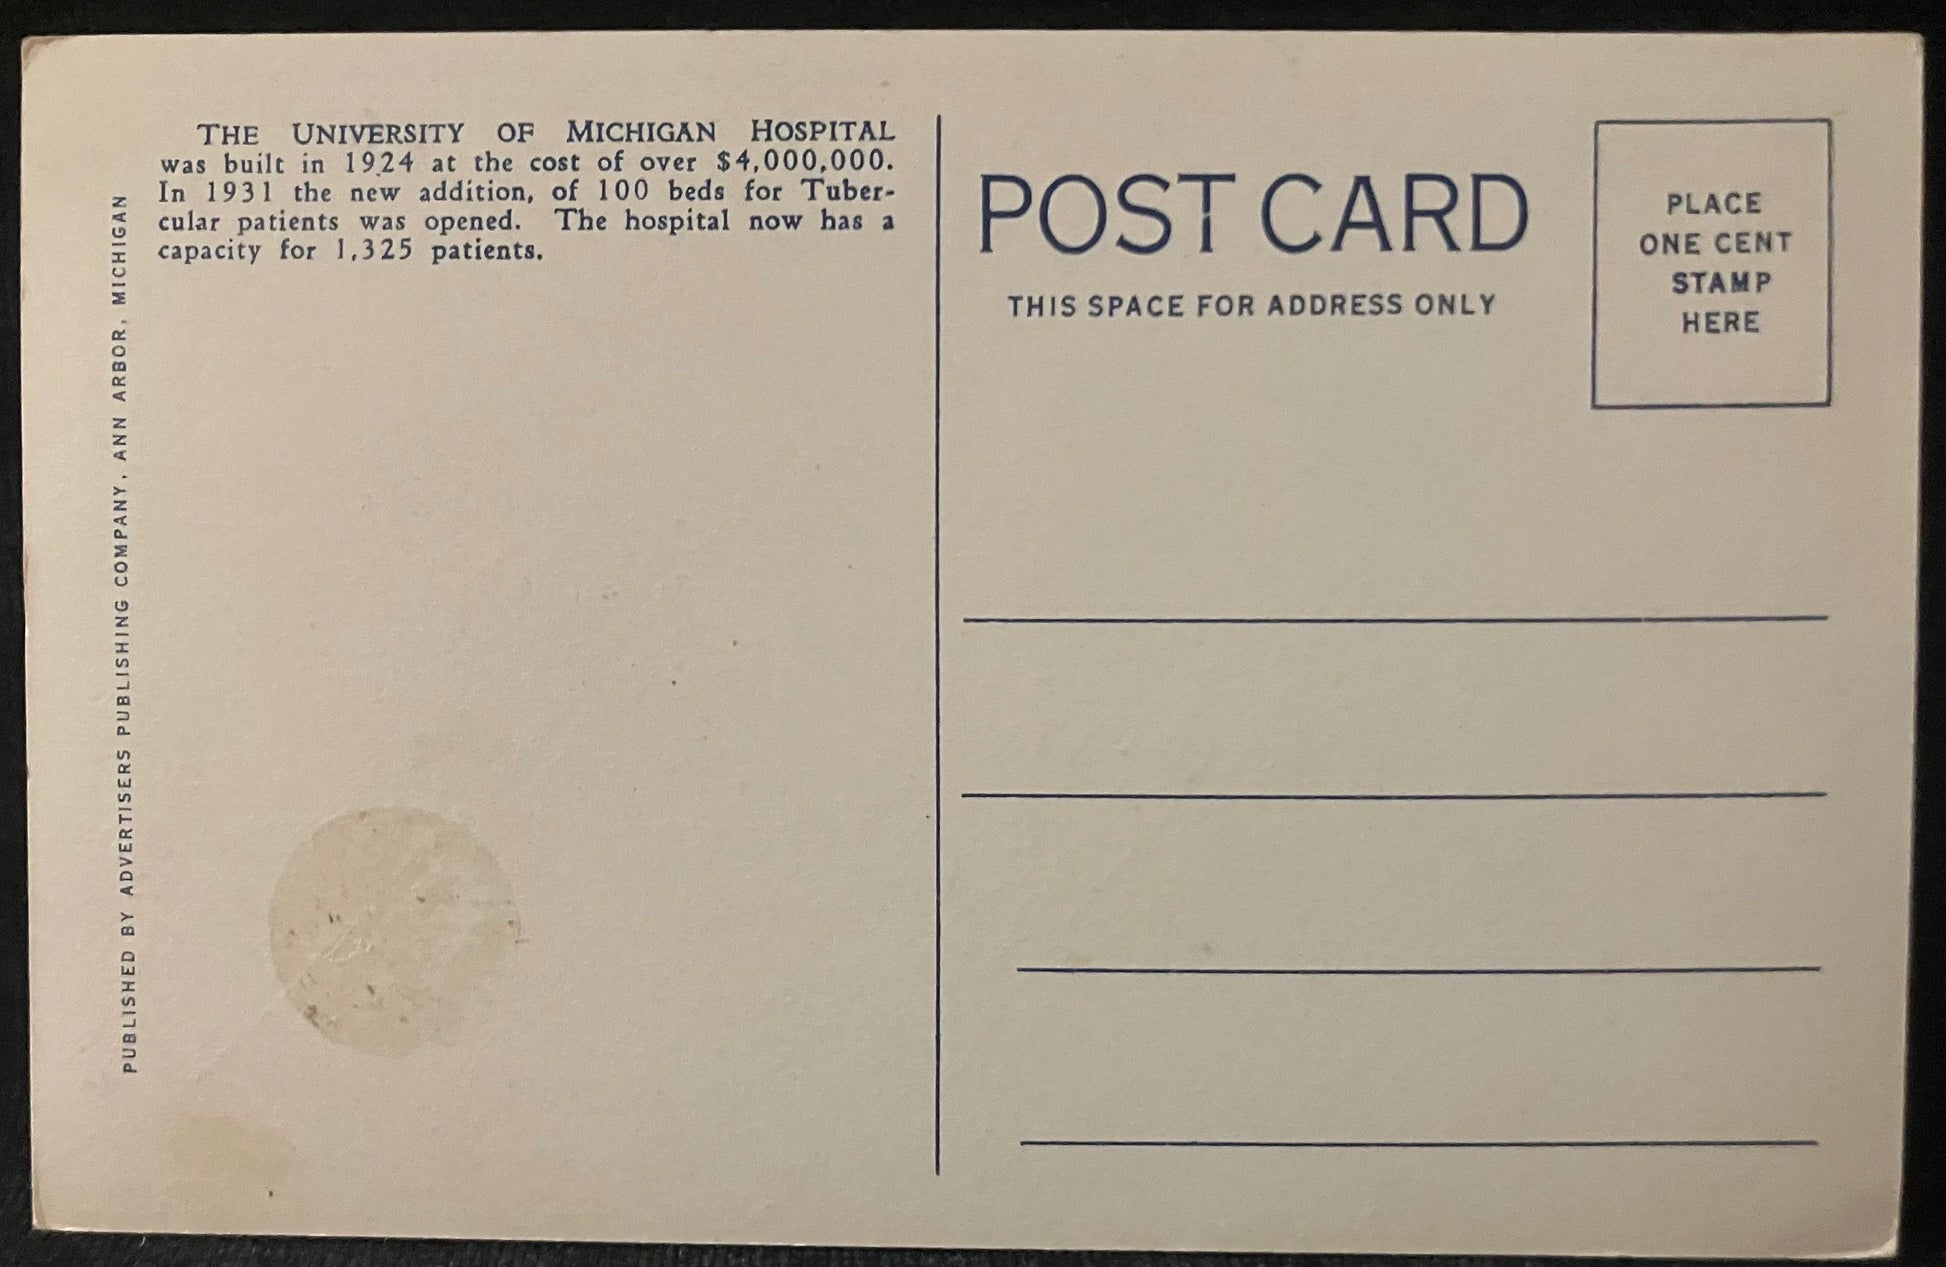 THE UNIVERSITY OF MICHIGAN HOSPITAL
was built in 1924 at the cost of over $4,000,000.
In 1931 the new addition, of 100 beds for Tuber-
cular patients was opened. The hospital now has a
capacity for 1,325 patients.
PUBLISHED BY ADVERTISERS PUBLISHING COMPANY, ANN ARBOR, MICHIGAN
POST CARD
THIS SPACE FOR ADDRESS ONLY
PLACE
ONE CENT
STAMP
HERE